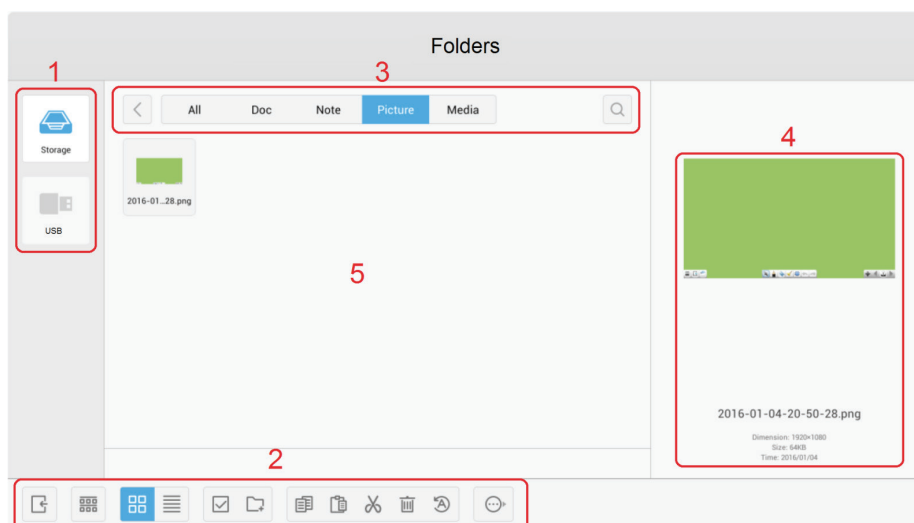 Folders
1
3
All Doc Note Picture Media
Storage
USB
2016-01..28.png
5
4
2016-01-04-20-50-28.png
Dimension: 1920×1080
Size: 64KB
Time: 2016/01/04
2